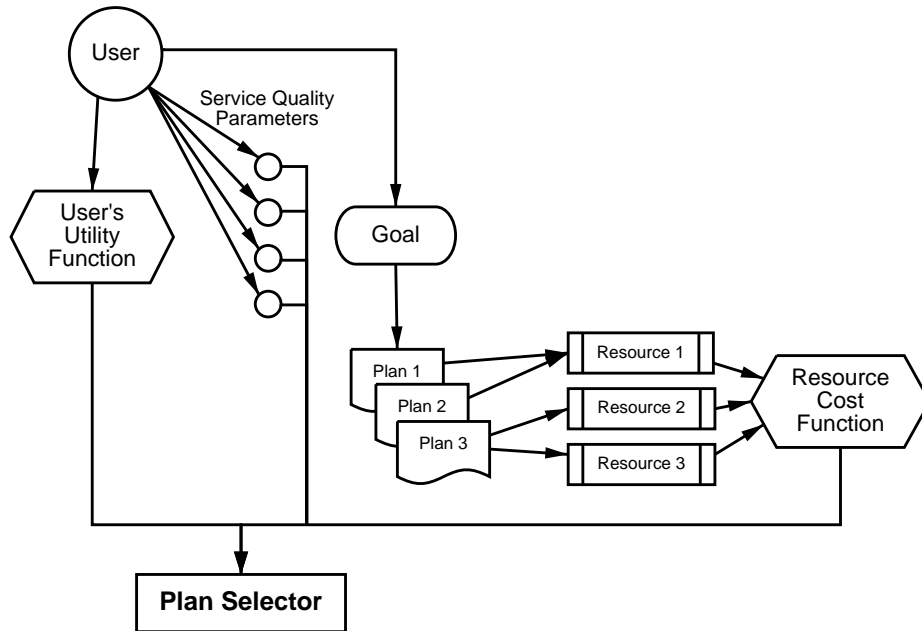 User
Service Quality
Parameters
User's
Utility
Function
Goal
Plan 1
Plan 2
Plan 3
Resource 1
Resource 2
Resource 3
Resource
Cost
Function
Plan Selector